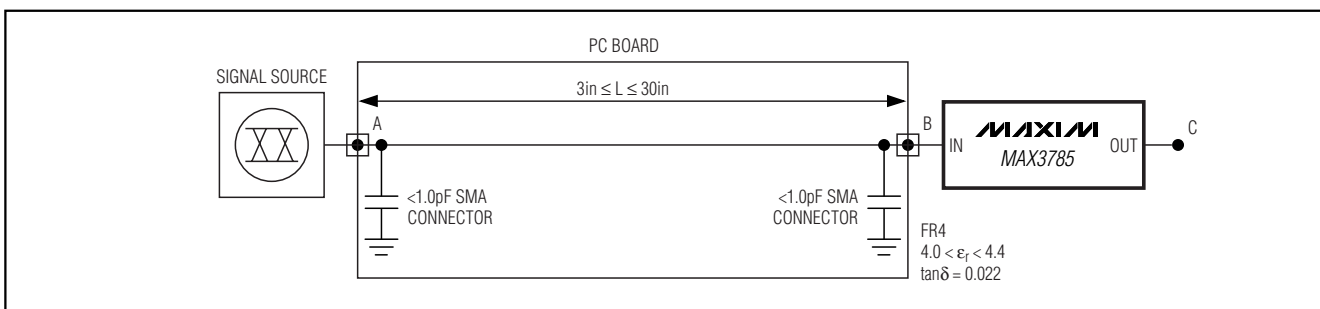 PC BOARD
SIGNAL SOURCE
3in ≤ L ≤ 30in
A
B
C
IN
MAXIM
MAX3785
OUT
<1.0pF SMA
CONNECTOR
<1.0pF SMA
CONNECTOR
FR4
4.0 < εr < 4.4
tanδ = 0.022